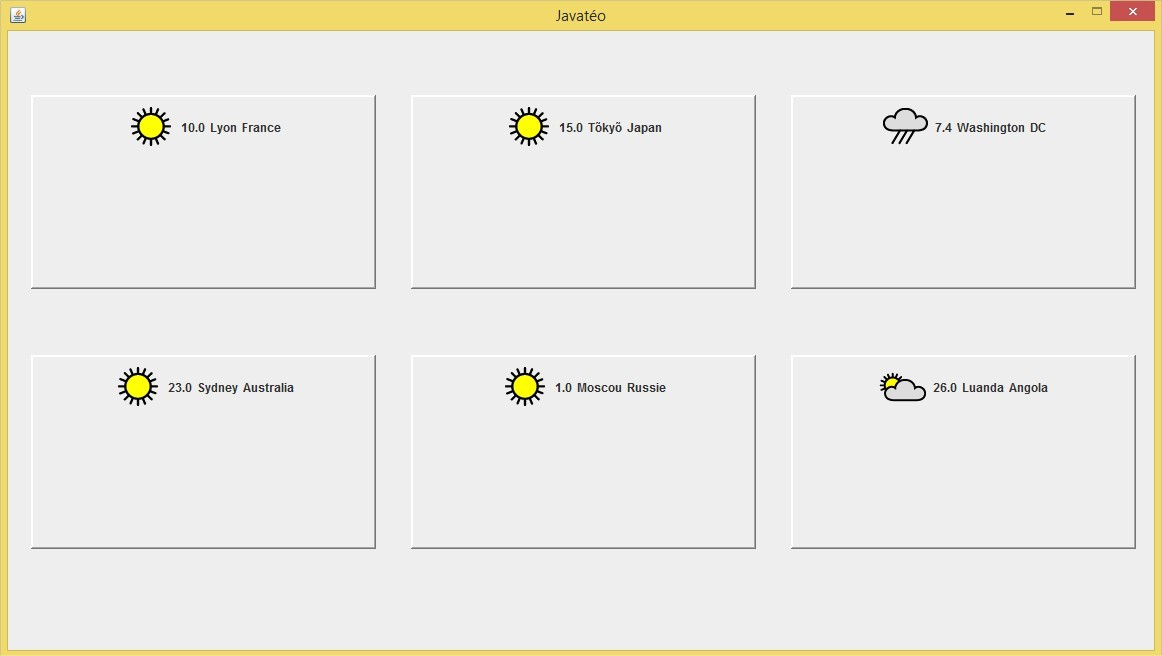 Javatéo
10.0 Lyon France
15.0 Tõkyõ Japan
7.4 Washington DC
23.0 Sydney Australia
1.0 Moscou Russie
26.0 Luanda Angola